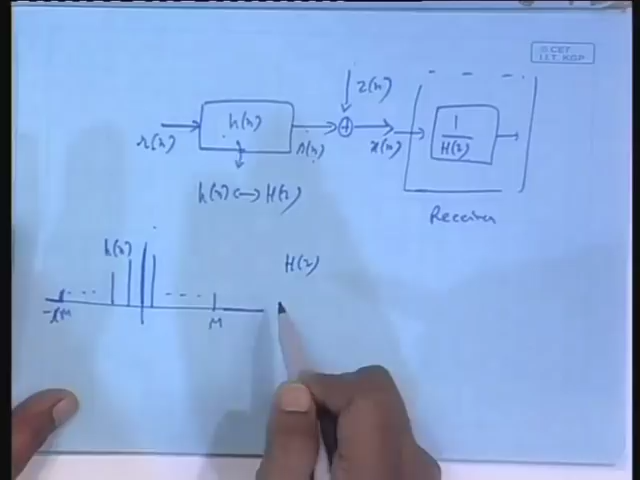 © CET
I.I.T. KGP
z(n)
h(n)
1
H(z)
s(n)
x(n)
h(n) ↔ H(z)
Receiver
h(n)
H(z)
M